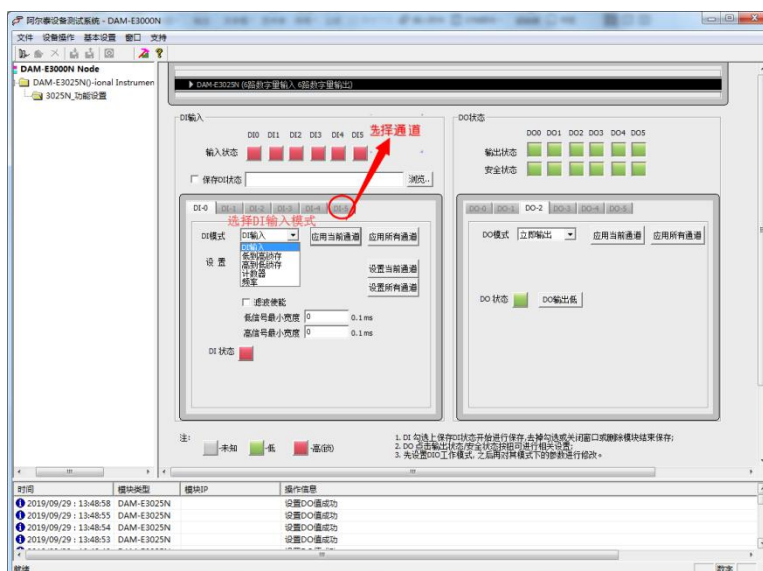 阿尔泰设备测试系统 - DAM-E3000N
文件 设备操作 基本设置 窗口 支持
DAM-E3000N Node
DAM-E3025N()-ional Instrumen
3025N_功能设置
DAM-E3025N (6路数字量输入 6路数字量输出)
DI输入
DI0 DI1 DI2 DI3 DI4 DI5
选择通道
输入状态
保存DI状态
浏览..
DO状态
DO0 DO1 DO2 DO3 DO4 DO5
输出状态
安全状态
DI-0 DI-1 DI-2 DI-3 DI-4 DI-5
选择DI输入模式
DI模式 DI输入 应用当前通道 应用所有通道
DI输入
低到高锁存
高到低锁存
计数器
频率
设 置
设置当前通道
设置所有通道
滤波使能
低信号最小宽度 0 0.1ms
高信号最小宽度 0 0.1ms
DI 状态
DO-0 DO-1 DO-2 DO-3 DO-4 DO-5
DO模式 立即输出 应用当前通道 应用所有通道
DO 状态 DO输出低
注:
-未知 -低 -高(历)
1. DI 勾选上保存DI状态开始进行保存,去掉勾选或关闭窗口或删除模块结束保存;
2. DO 点击输出状态/安全状态按钮可进行相关设置;
3. 先设置DIO工作模式, 之后再对其模式下的参数进行修改。
时间 模块类型 模块IP 操作信息
2019/09/29 : 13:48:58 DAM-E3025N 设置DO值成功
2019/09/29 : 13:48:55 DAM-E3025N 设置DO值成功
2019/09/29 : 13:48:54 DAM-E3025N 设置DO值成功
2019/09/29 : 13:48:53 DAM-E3025N 设置DO值成功
就绪
数字